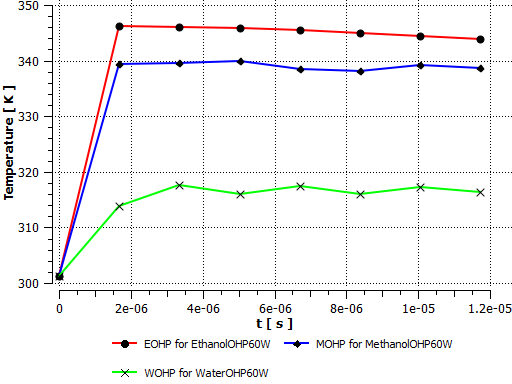 350
340
330
320
310
300
Temperature [ K ]
0 2e-06 4e-06 6e-06 8e-06 1e-05 1.2e-05
t [ s ]
EOHP for EthanolOHP60W MOHP for MethanolOHP60W
WOHP for WaterOHP60W